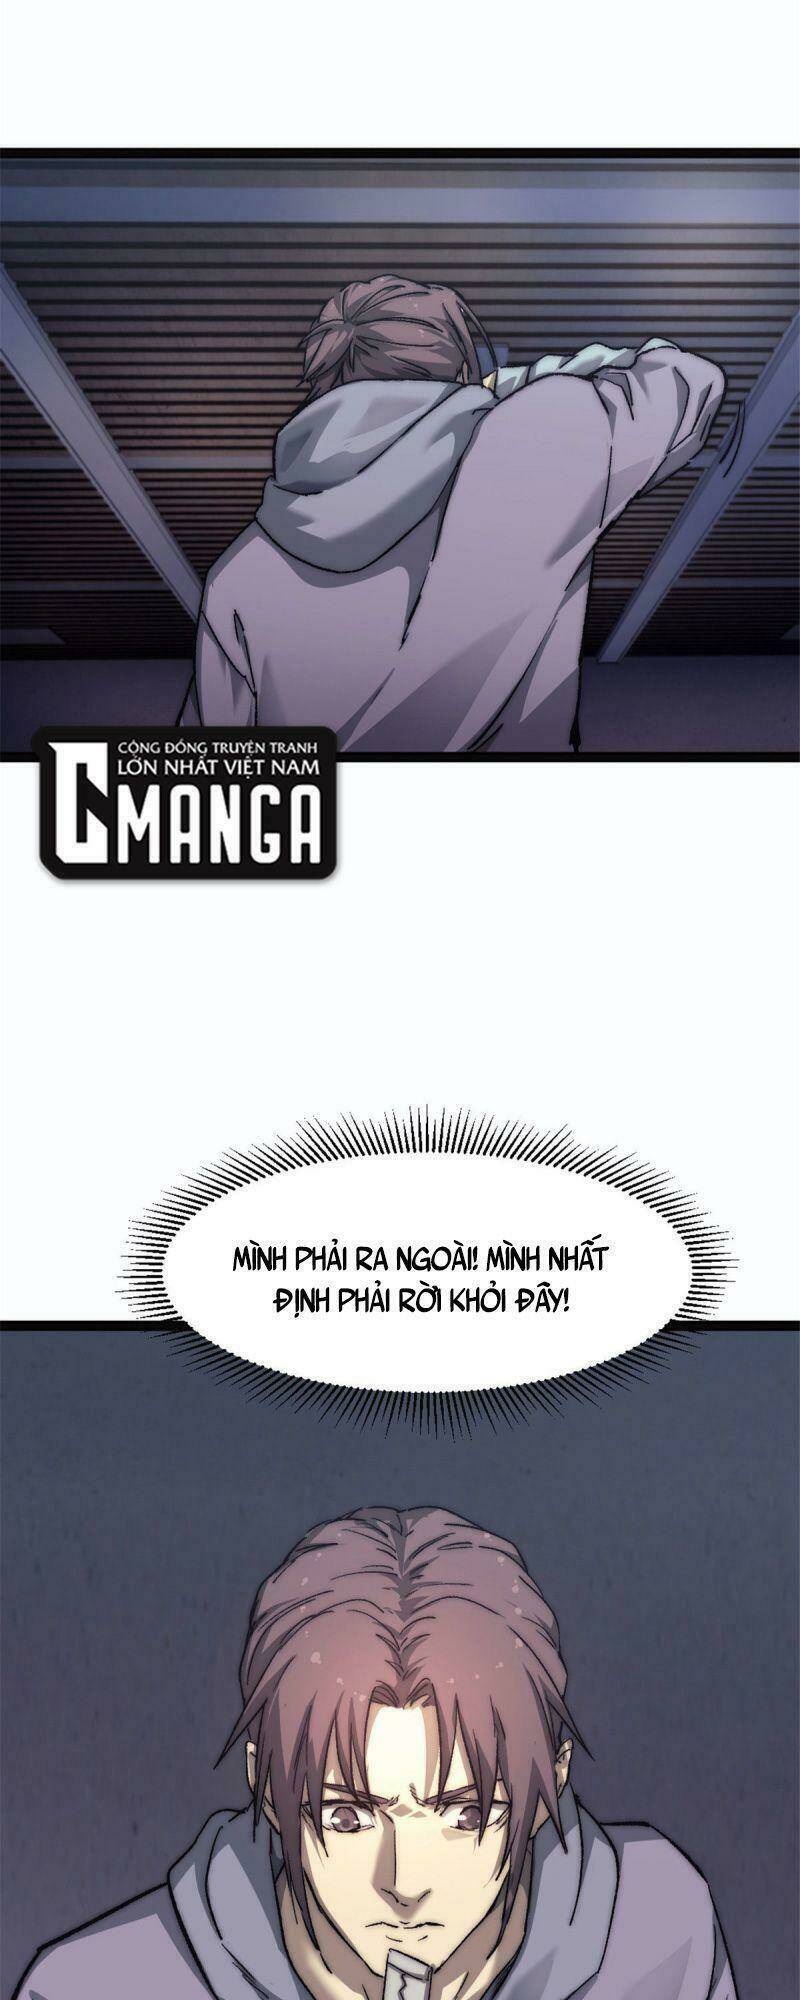 CỘNG ĐỒNG TRUYỆN TRANH
LỚN NHẤT VIỆT NAM
CMANGA
MÌNH PHẢI RA NGOÀI! MÌNH NHẤT
ĐỊNH PHẢI RỜI KHỎI ĐÂY!